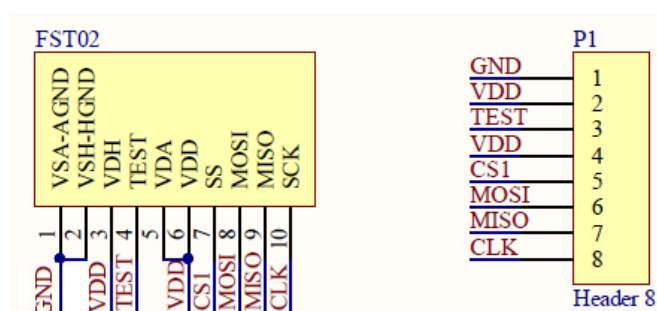 FST02
VSA-AGND
VSH-HGND
VDH
TEST
VDA
VDD
SS
MOSI
MISO
SCK
1
2
3
4
5
6
7
8
9
10
GND
VDD
TEST
VDD
CS1
MOSI
MISO
CLK
P1
GND 1
VDD 2
TEST 3
VDD 4
CS1 5
MOSI 6
MISO 7
CLK 8
Header 8